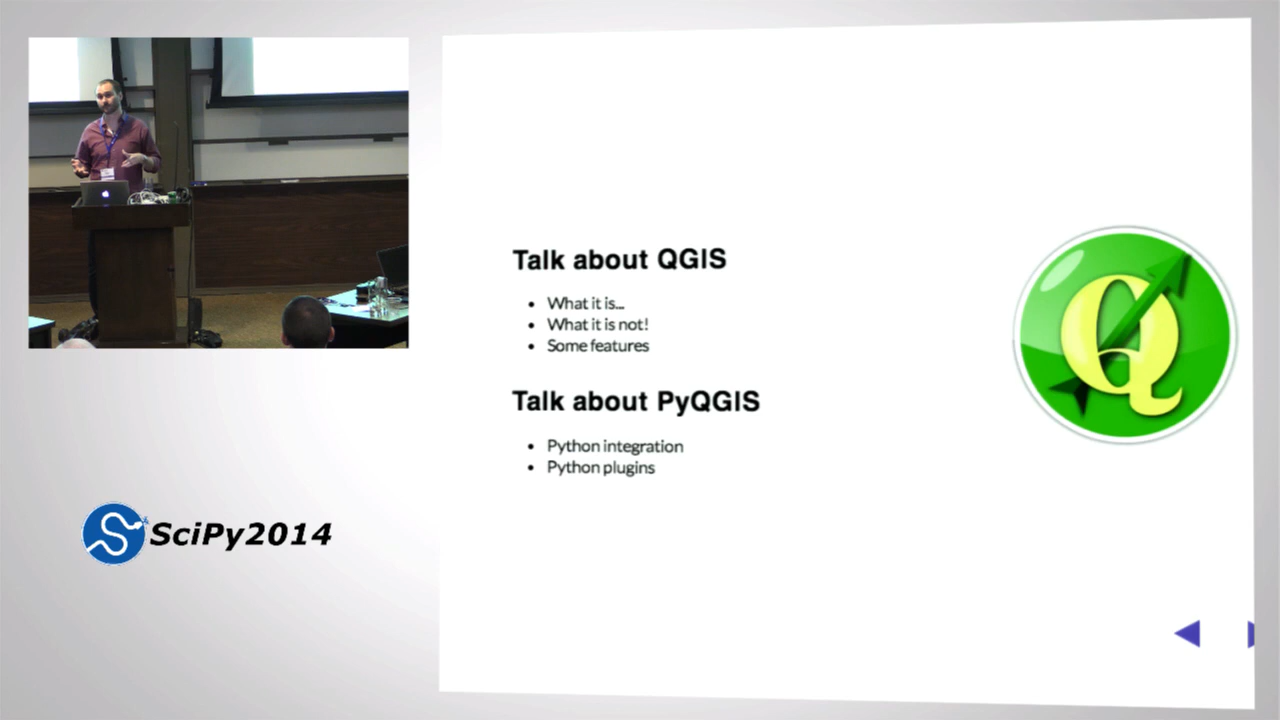 Talk about QGIS
What it is...
What it is not!
Some features
Talk about PyQGIS
Python integration
Python plugins
Q
SciPy2014